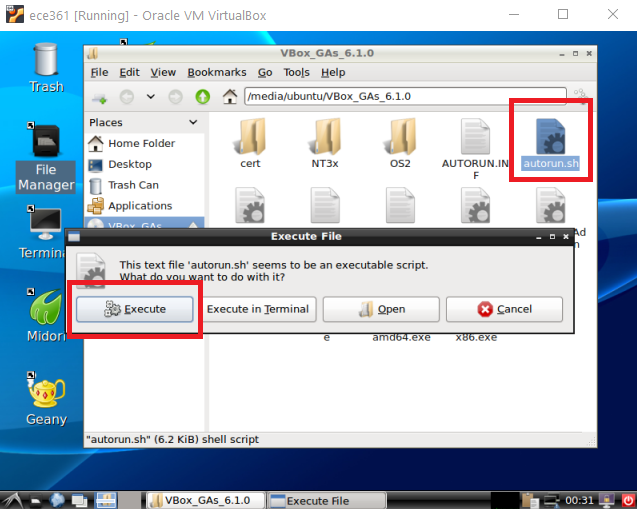 ece361 [Running] - Oracle VM VirtualBox
Trash
File
Manager
Termin
Midori
Geany
VBox_GAs_6.1.0
File Edit View Bookmarks Go Tools Help
/media/ubuntu/VBox_GAs_6.1.0
Places
Home Folder
Desktop
Trash Can
Applications
VBox_GAs
cert
NT3x
OS2
AUTORUN.IN
F
autorun.sh
Execute File
This text file 'autorun.sh' seems to be an executable script.
What do you want to do with it?
Execute
Execute in Terminal
Open
Cancel
e
amd64.exe
x86.exe
"autorun.sh" (6.2 KiB) shell script
VBox_GAs_6.1.0
Execute File
00:31